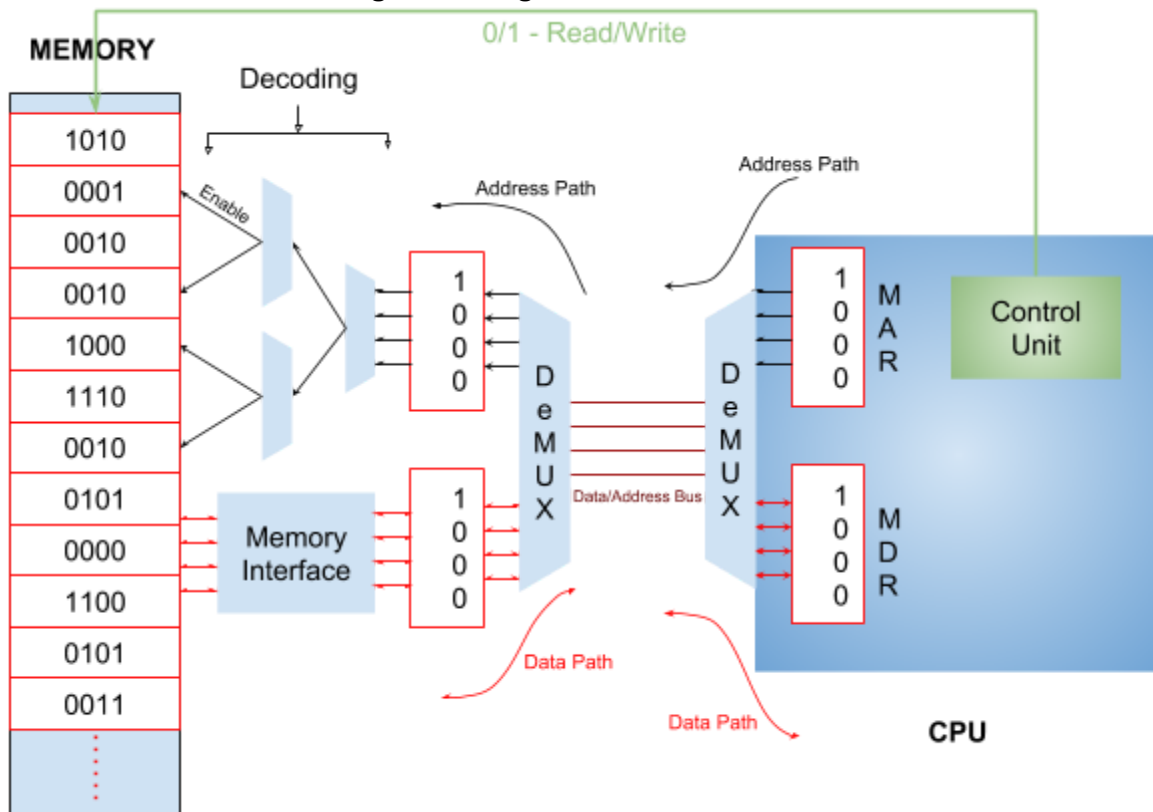 0/1 - Read/Write
MEMORY
Decoding
1010
0001
0010
0010
1000
1110
0010
0101
0000
1100
0101
0011
Enable
Address Path
Address Path
1
0
0
0
1
0
0
0
Memory
Interface
D
e
M
U
X
Data/Address Bus
D
e
M
U
X
1
0
0
0
M
A
R
1
0
0
0
M
D
R
Control
Unit
Data Path
Data Path
CPU